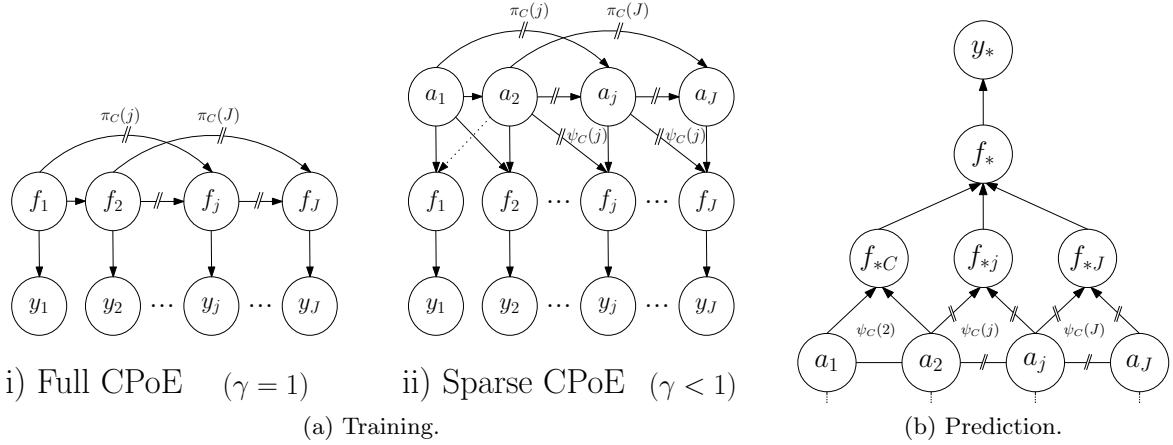 π_C(j) π_C(J)
a_1 a_2 a_j a_J
ψ_C(j) ψ_C(j)
π_C(j) π_C(J)
f_1 f_2 f_j f_J
f_1 f_2 ... f_j ... f_J
y_1 y_2 ... y_j ... y_J
y_1 y_2 ... y_j ... y_J
i) Full CPoE (γ = 1)
ii) Sparse CPoE (γ < 1)
(a) Training.
y_*
f_*
f_{*C} f_{*j} f_{*J}
ψ_C(2) ψ_C(j) ψ_C(J)
a_1 a_2 a_j a_J
(b) Prediction.